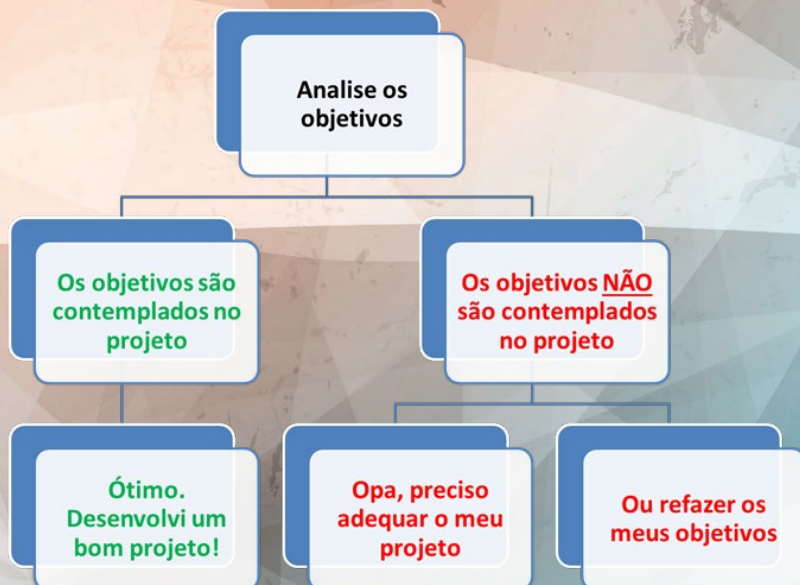 Analise os
objetivos
Os objetivos são
contemplados no
projeto
Os objetivos NÃO
são contemplados
no projeto
Ótimo.
Desenvolvi um
bom projeto!
Opa, preciso
adequar o meu
projeto
Ou refazer os
meus objetivos